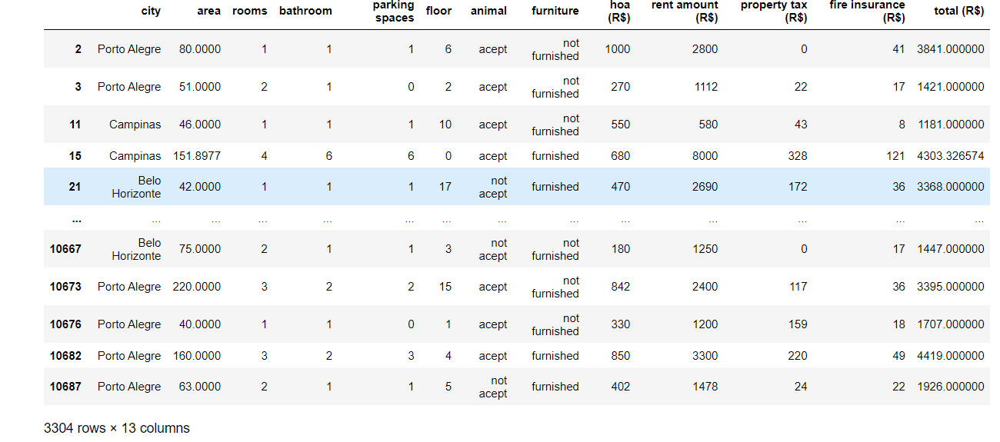 city area rooms bathroom parking spaces floor animal furniture hoa (R$) rent amount (R$) property tax (R$) fire insurance (R$) total (R$)
2 Porto Alegre 80.0000 1 1 1 6 acept not furnished 1000 2800 0 41 3841.000000
3 Porto Alegre 51.0000 2 1 0 2 acept not furnished 270 1112 22 17 1421.000000
11 Campinas 46.0000 1 1 1 10 acept not furnished 550 580 43 8 1181.000000
15 Campinas 151.8977 4 6 6 0 acept furnished 680 8000 328 121 4303.326574
21 Belo Horizonte 42.0000 1 1 1 17 not acept furnished 470 2690 172 36 3368.000000
... ... ... ... ... ... ... ... ... ... ... ... ... ...
10667 Belo Horizonte 75.0000 2 1 1 3 not acept not furnished 180 1250 0 17 1447.000000
10673 Porto Alegre 220.0000 3 2 2 15 acept not furnished 842 2400 117 36 3395.000000
10676 Porto Alegre 40.0000 1 1 0 1 acept not furnished 330 1200 159 18 1707.000000
10682 Porto Alegre 160.0000 3 2 3 4 acept furnished 850 3300 220 49 4419.000000
10687 Porto Alegre 63.0000 2 1 1 5 not acept furnished 402 1478 24 22 1926.000000
3304 rows × 13 columns